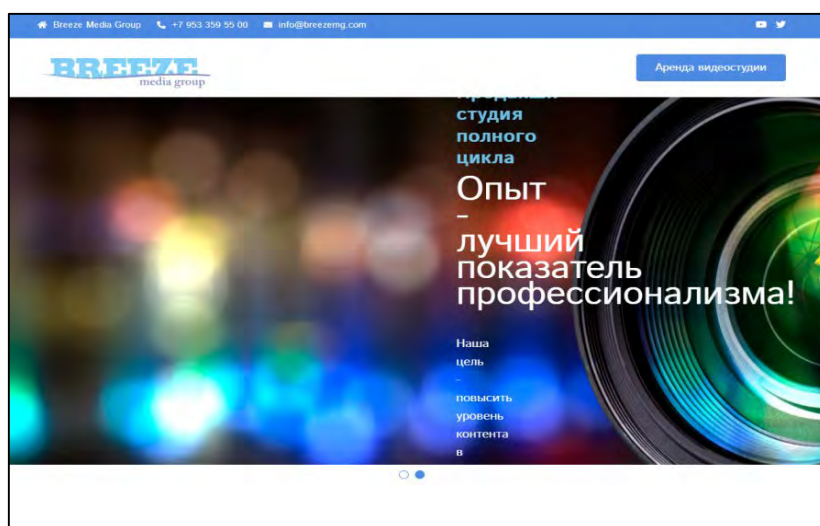 Breeze Media Group +7 953 359 55 00 info@breezemg.com
BREEZE
media group
Аренда видеостудии
студия
полного
цикла
Опыт
-
лучший
показатель
профессионализма!
Наша
цель
-
повысить
уровень
контента
в